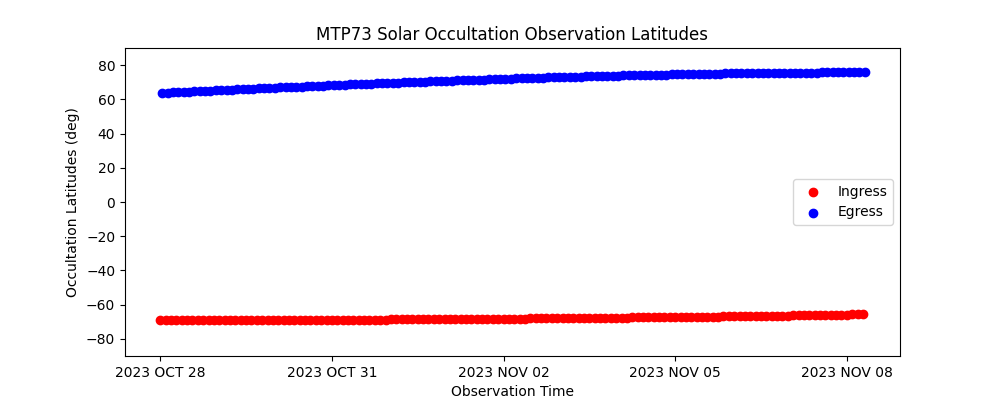 MTP73 Solar Occultation Observation Latitudes
Occultation Latitudes (deg)
80
60
40
20
0
−20
−40
−60
−80
Ingress
Egress
2023 OCT 28 2023 OCT 31 2023 NOV 02 2023 NOV 05 2023 NOV 08
Observation Time